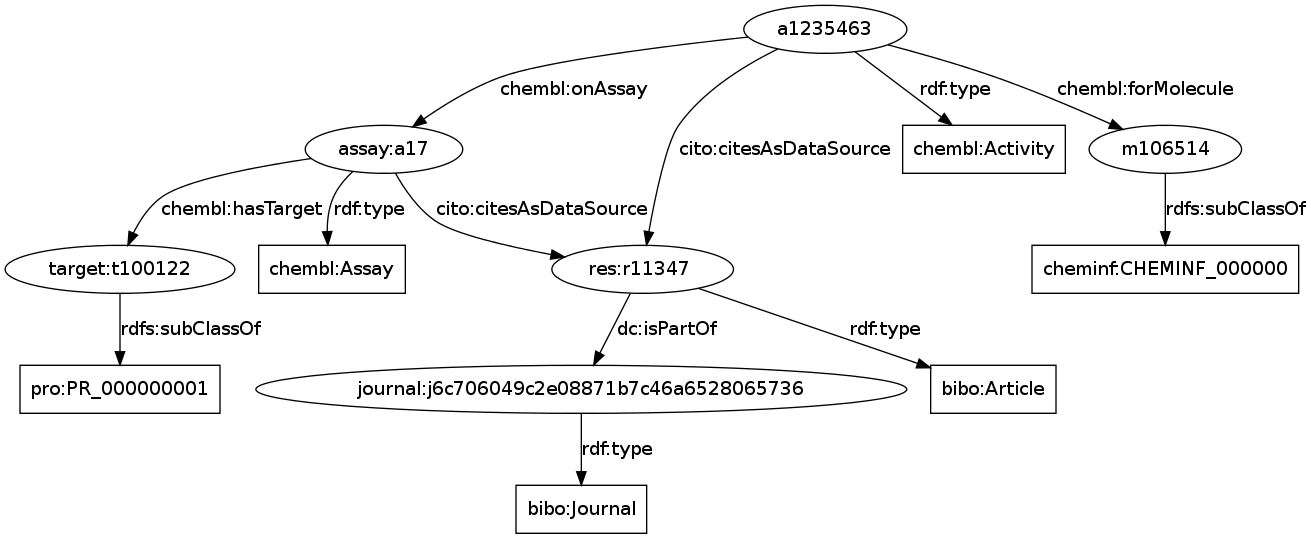 a1235463
chembl:onAssay
rdf:type
chembl:forMolecule
assay:a17
cito:citesAsDataSource
chembl:Activity
m106514
chembl:hasTarget
rdf:type
cito:citesAsDataSource
rdfs:subClassOf
target:t100122
chembl:Assay
res:r11347
cheminf:CHEMINF_000000
rdfs:subClassOf
dc:isPartOf
rdf:type
pro:PR_000000001
journal:j6c706049c2e08871b7c46a6528065736
bibo:Article
rdf:type
bibo:Journal